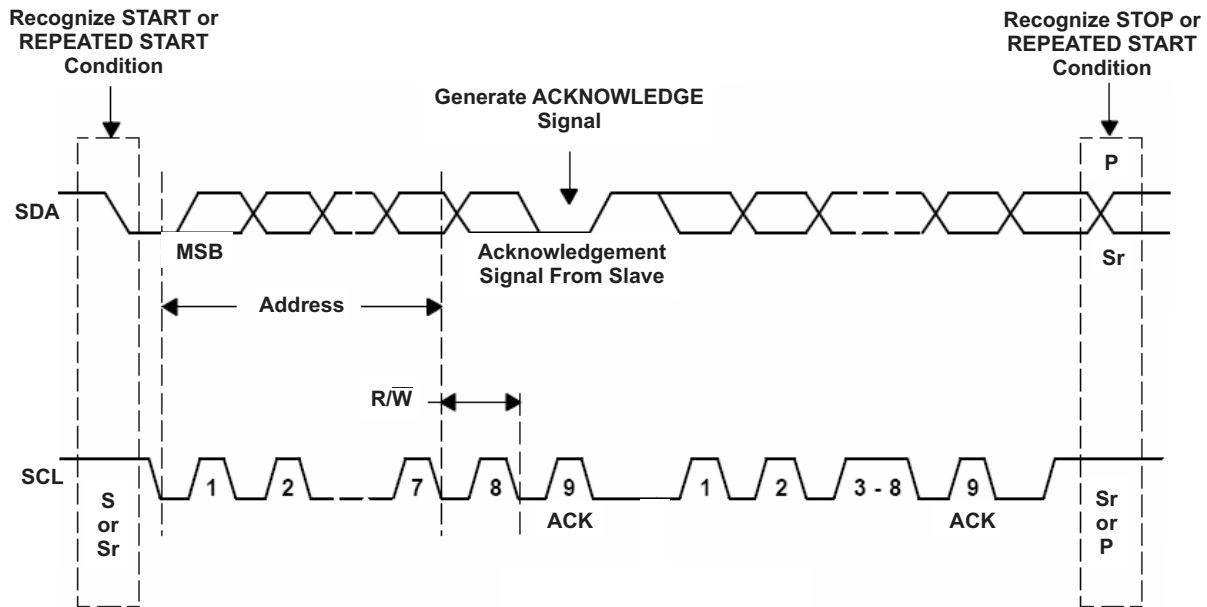 Recognize START or
REPEATED START
Condition
Recognize STOP or
REPEATED START
Condition
Generate ACKNOWLEDGE
Signal
P
SDA
MSB
Acknowledgement
Signal From Slave
Sr
Address
R/W̅
SCL
1 2 7 8 9 1 2 3 - 8 9
ACK
ACK
S
or
Sr
Sr
or
P